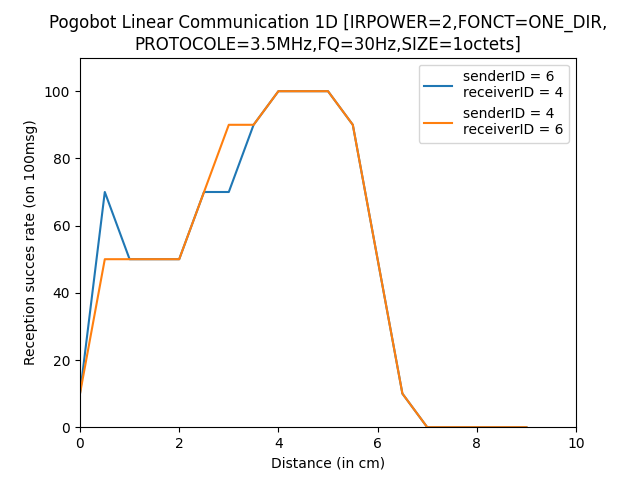 Pogobot Linear Communication 1D [IRPOWER=2,FONCT=ONE_DIR,
PROTOCOLE=3.5MHz,FQ=30Hz,SIZE=1octets]
senderID = 6
receiverID = 4
senderID = 4
receiverID = 6
Reception succes rate (on 100msg)
100
80
60
40
20
0
0 2 4 6 8 10
Distance (in cm)